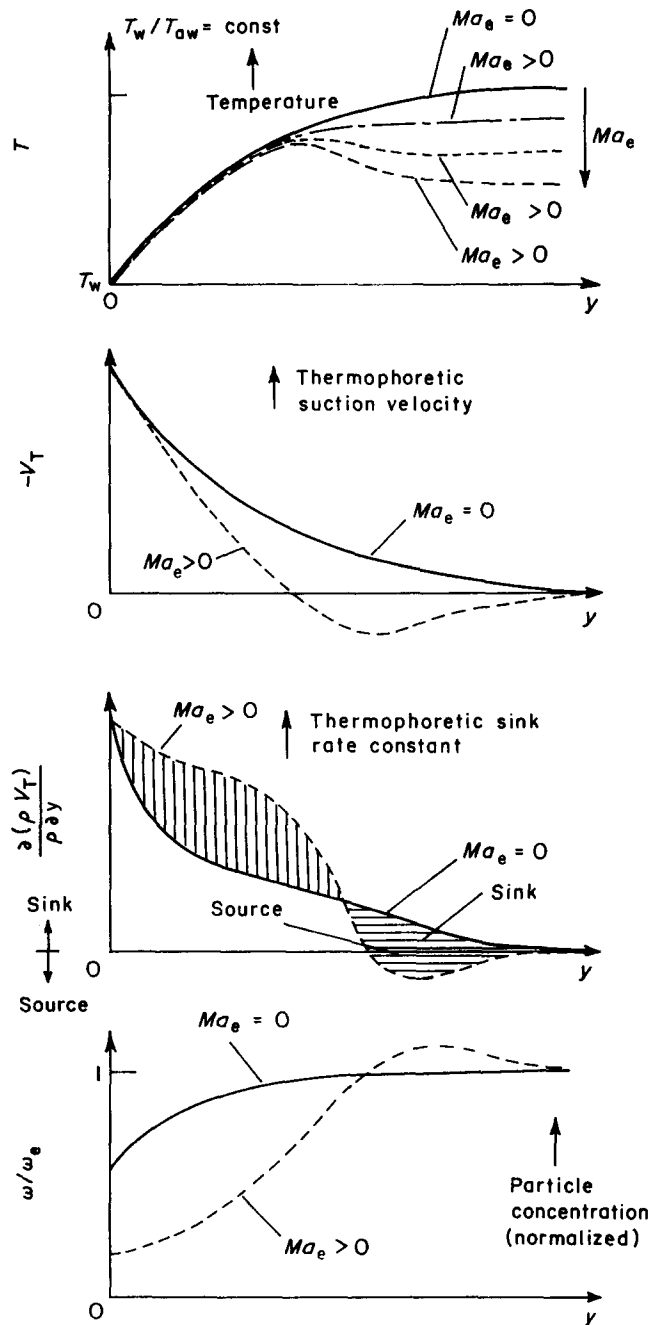 T_w / T_aw = const
Ma_e = 0
Ma_e > 0
Temperature
Ma_e
T
Ma_e > 0
Ma_e > 0
T_w
0
y
Thermophoretic
suction velocity
-V_T
Ma_e = 0
Ma_e > 0
0
y
Ma_e > 0
Thermophoretic sink
rate constant
∂(ρ V_T)
ρ ∂y
Ma_e = 0
Sink
Source
Sink
0
y
Source
Ma_e = 0
1
ω/ω_e
Particle
concentration
(normalized)
Ma_e > 0
0
y